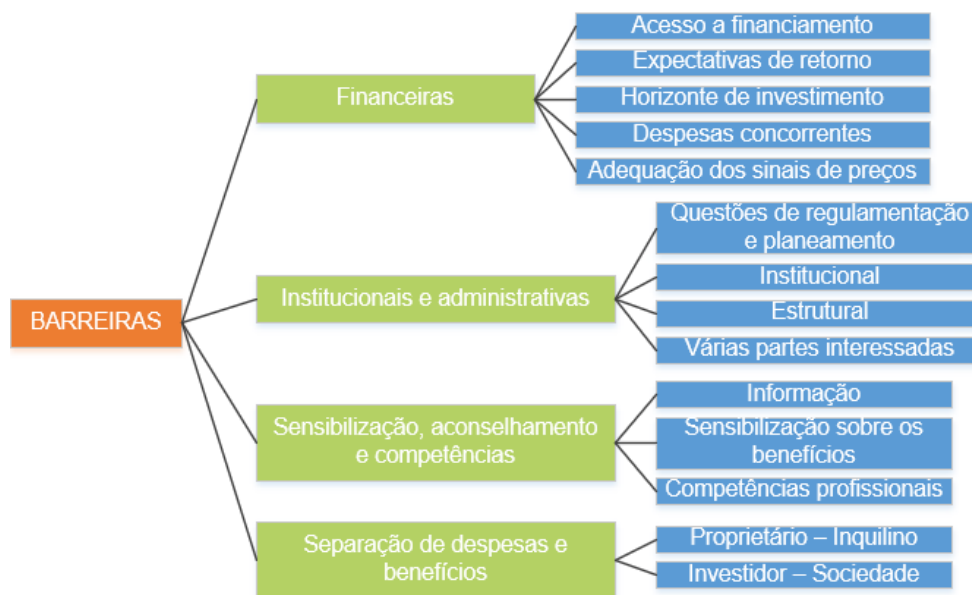 BARREIRAS
Financeiras
Acesso a financiamento
Expectativas de retorno
Horizonte de investimento
Despesas concorrentes
Adequação dos sinais de preços
Institucionais e administrativas
Questões de regulamentação
e planeamento
Institucional
Estrutural
Várias partes interessadas
Sensibilização, aconselhamento
e competências
Informação
Sensibilização sobre os
benefícios
Competências profissionais
Separação de despesas e
benefícios
Proprietário – Inquilino
Investidor – Sociedade